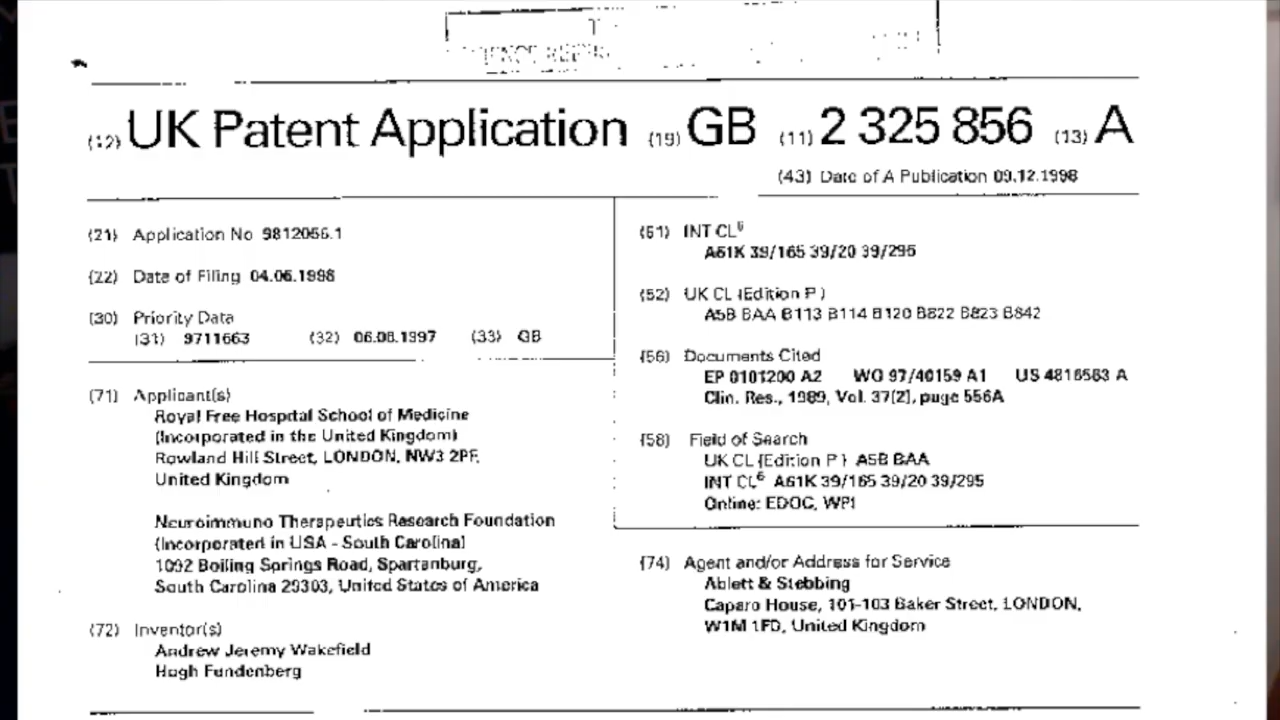 (12) UK Patent Application (19) GB (11) 2 325 856 (13) A
(43) Date of A Publication 09.12.1998
(21) Application No 9812056.1
(22) Date of Filing 04.06.1998
(30) Priority Data
(31) 9711663 (32) 06.06.1997 (33) GB
(71) Applicant(s)
Royal Free Hospital School of Medicine
(Incorporated in the United Kingdom)
Rowland Hill Street, LONDON, NW3 2PF,
United Kingdom
Neuroimmuno Therapeutics Research Foundation
(Incorporated in USA - South Carolina)
1092 Boiling Springs Road, Spartanburg,
South Carolina 29303, United States of America
(72) Inventor(s)
Andrew Jeremy Wakefield
Hugh Fundenberg
(51) INT CL6
A61K 39/165 39/20 39/295
(52) UK CL (Edition P )
A5B BAA B113 B114 B120 B822 B823 B842
(56) Documents Cited
EP 0101200 A2 WO 97/40159 A1 US 4816563 A
Clin. Res., 1989, Vol. 37(2), page 556A
(58) Field of Search
UK CL (Edition P ) A5B BAA
INT CL6 A61K 39/165 39/20 39/295
Online: EDOC, WPI
(74) Agent and/or Address for Service
Ablett & Stebbing
Caparo House, 101-103 Baker Street, LONDON,
W1M 1FD, United Kingdom